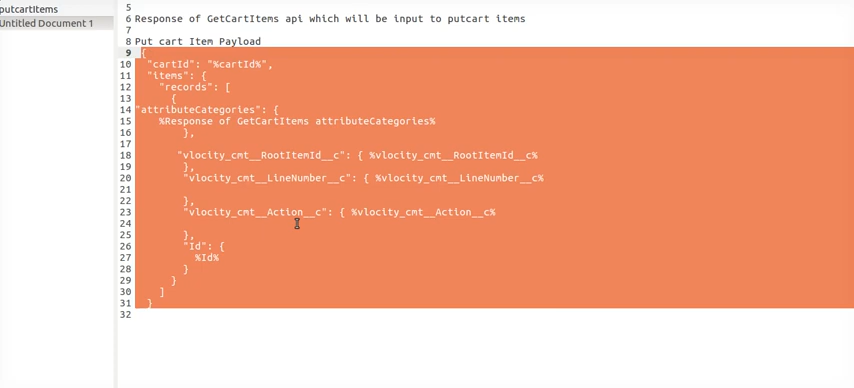 putcartItems
Untitled Document 1
5
6 Response of GetCartItems api which will be input to putcart items
7
8 Put cart Item Payload
9 {
10 "cartId": "%cartId%",
11 "items": {
12 "records": [
13 {
14 "attributeCategories": {
15 %Response of GetCartItems attributeCategories%
16 },
17
18 "vlocity_cmt__RootItemId__c": { %vlocity_cmt__RootItemId__c%
19 },
20 "vlocity_cmt__LineNumber__c": { %vlocity_cmt__LineNumber__c%
21
22 },
23 "vlocity_cmt__Action__c": { %vlocity_cmt__Action__c%
24
25 },
26 "Id": {
27 %Id%
28 }
29 }
30 ]
31 }
32